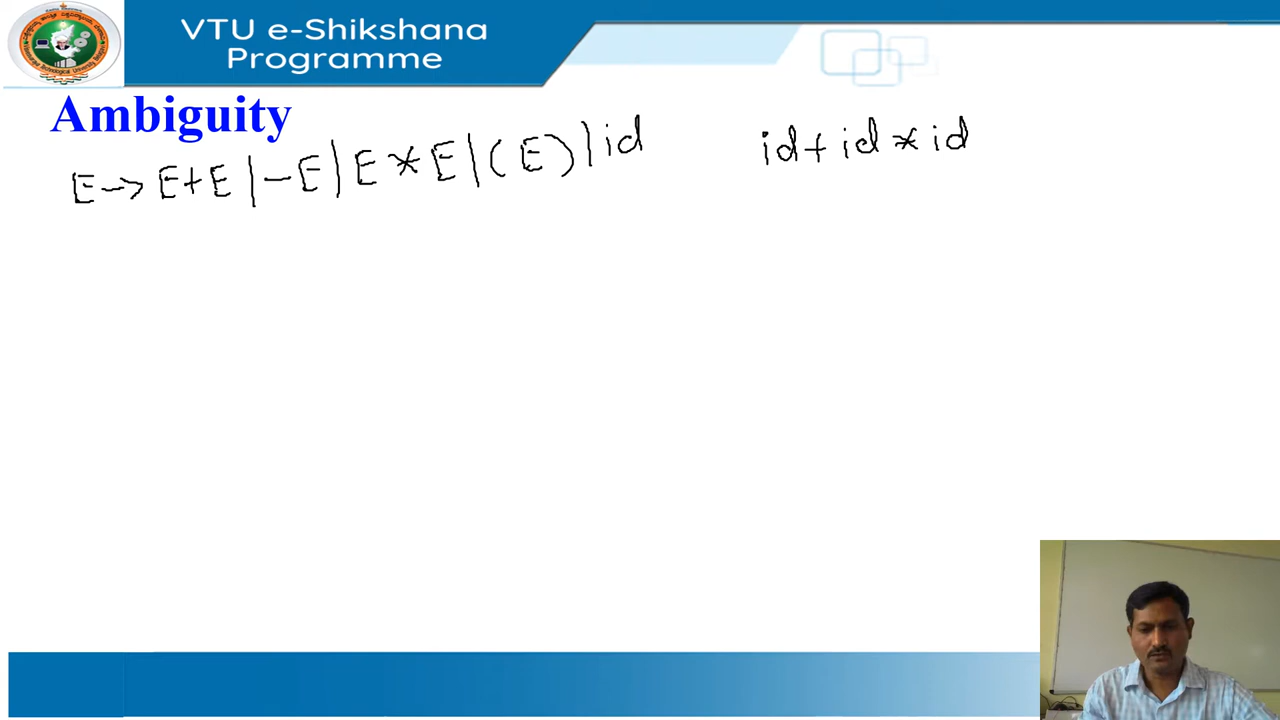 VTU e-Shikshana
Programme
Ambiguity
E → E+E | -E | E * E | (E) | id
id + id * id